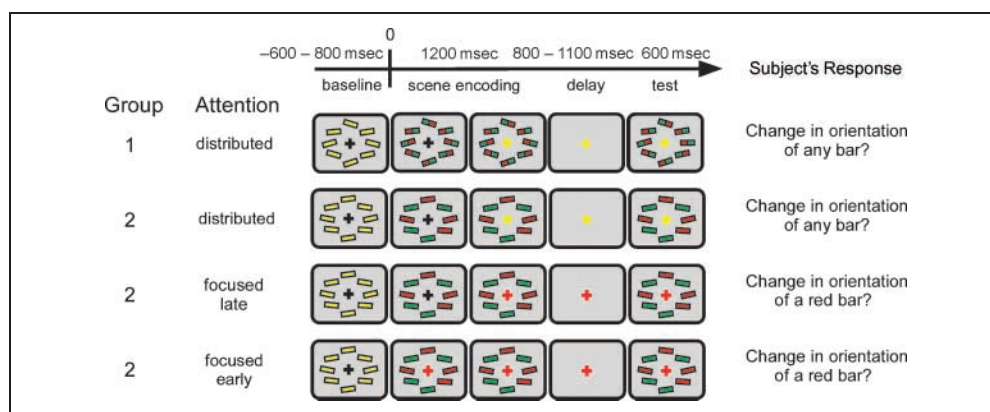 0
–600 – 800 msec 1200 msec 800 – 1100 msec 600 msec
baseline scene encoding delay test Subject's Response
Group Attention
1 distributed Change in orientation
of any bar?
2 distributed Change in orientation
of any bar?
2 focused
late Change in orientation
of a red bar?
2 focused
early Change in orientation
of a red bar?